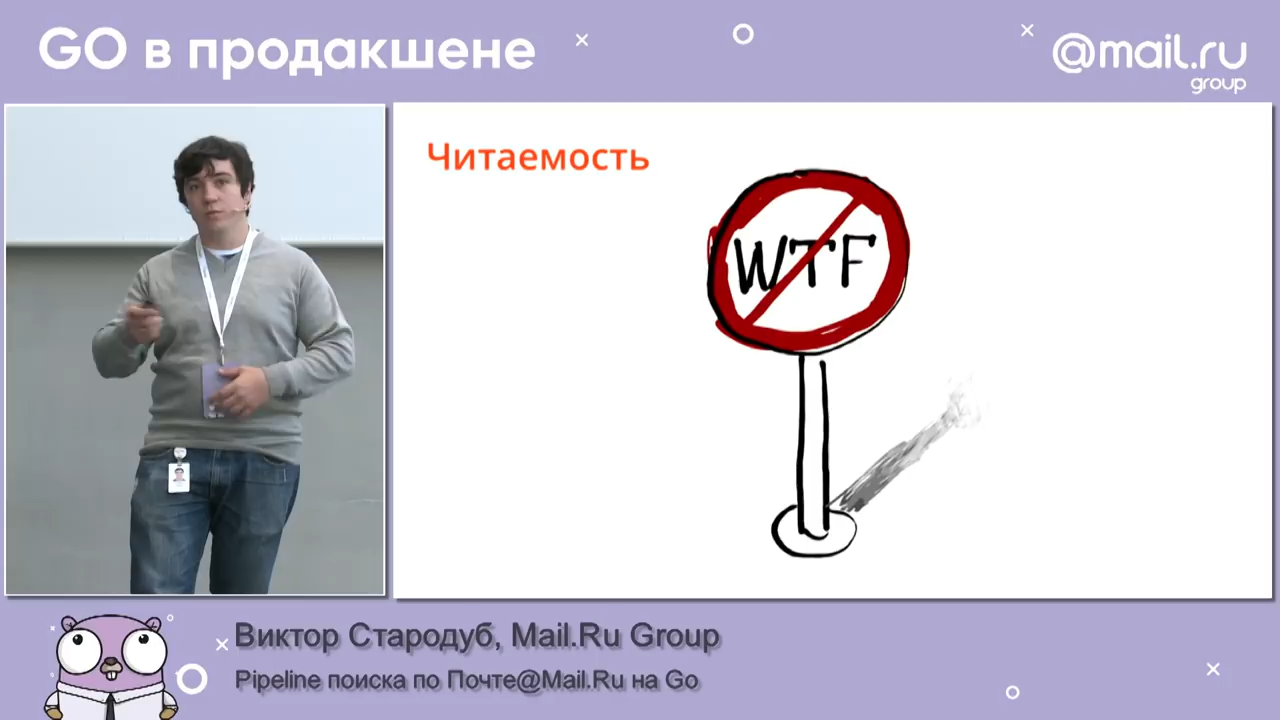 GO в продакшене
@mail.ru
group
Читаемость
WTF
Виктор Стародуб, Mail.Ru Group
Pipeline поиска по Почте@Mail.Ru на Go